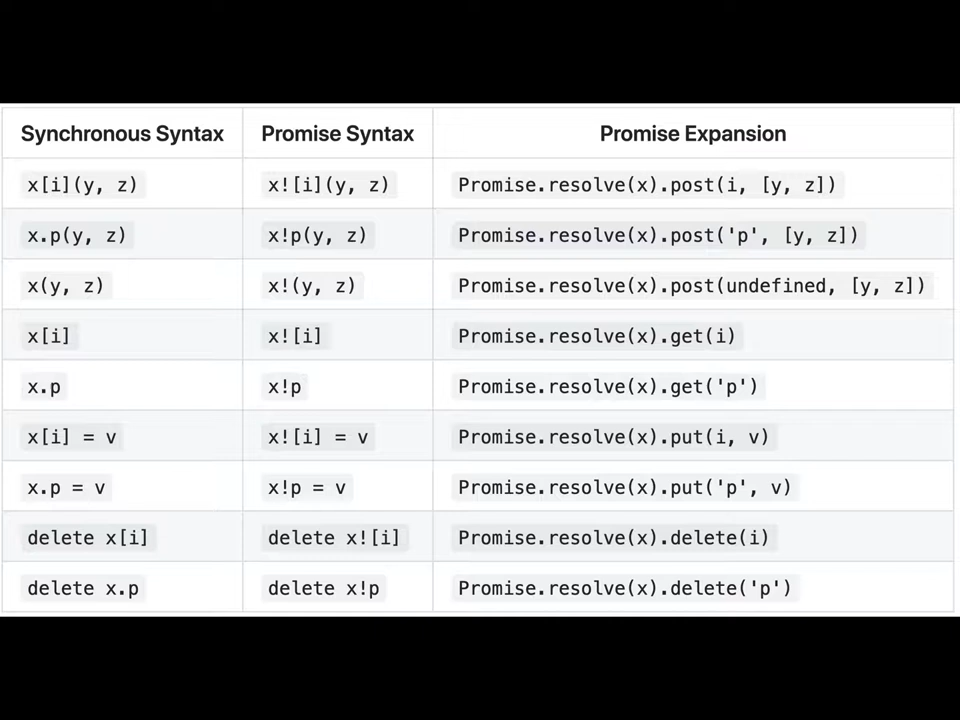 Synchronous Syntax Promise Syntax Promise Expansion
x[i](y, z) x![i](y, z) Promise.resolve(x).post(i, [y, z])
x.p(y, z) x!p(y, z) Promise.resolve(x).post('p', [y, z])
x(y, z) x!(y, z) Promise.resolve(x).post(undefined, [y, z])
x[i] x![i] Promise.resolve(x).get(i)
x.p x!p Promise.resolve(x).get('p')
x[i] = v x![i] = v Promise.resolve(x).put(i, v)
x.p = v x!p = v Promise.resolve(x).put('p', v)
delete x[i] delete x![i] Promise.resolve(x).delete(i)
delete x.p delete x!p Promise.resolve(x).delete('p')